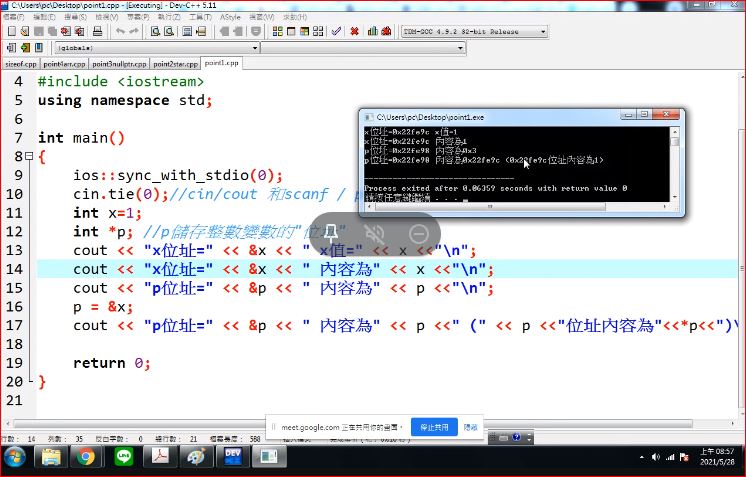 C:\Users\pc\Desktop\point1.cpp - [Executing] - Dev-C++ 5.11
檔案(F) 編輯(E) 搜尋(S) 檢視(V) 專案(P) 執行(Z) 工具(T) AStyle 視窗(W) 求助(H)
TDM-GCC 4.9.2 32-bit Release
(globals)
sizeof.cpp point4arr.cpp point3nullptr.cpp point2star.cpp point1.cpp
4 #include <iostream>
5 using namespace std;
6
7 int main()
8 {
9 ios::sync_with_stdio(0);
10 cin.tie(0);//cin/cout 和scanf /
11 int x=1;
12 int *p; //p儲存整數變數的"位址"
13 cout << "x位址=" << &x << " x值=" << x <<"\n";
14 cout << "x位址=" << &x << " 內容為" << x <<"\n";
15 cout << "p位址=" << &p << " 內容為" << p <<"\n";
16 p = &x;
17 cout << "p位址=" << &p << " 內容為" << p <<" (" << p <<"位址內容為"<<*p<<")\
18
19 return 0;
20 }
21
C:\Users\pc\Desktop\point1.exe
x位址=0x22fe9c x值=1
x位址=0x22fe9c 內容為1
p位址=0x22fe98 內容為0x3
p位址=0x22fe98 內容為0x22fe9c (0x22fe9c位址內容為1)
--------------------------------
Process exited after 0.06359 seconds with return value 0
請按任意鍵繼續 . . .
meet.google.com 正在共用你的畫面。 停止共用 隱藏
行數: 14 列數: 35 反白字數: 0 總行數: 21 檔案長度: 588
LINE
DEV
上午 08:57
2021/5/28